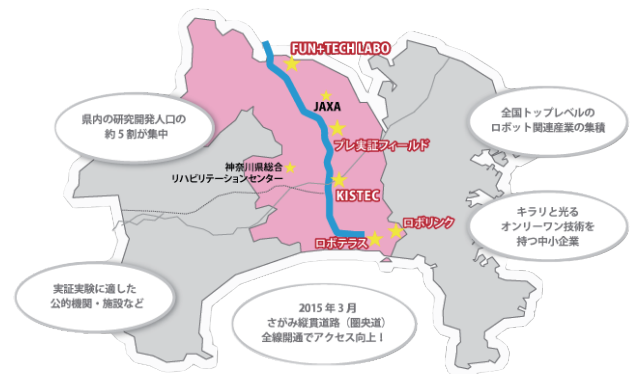 FUN+TECH LABO
JAXA
県内の研究開発人口の
約5割が集中
全国トップレベルの
ロボット関連産業の集積
プレ実証フィールド
神奈川県総合
リハビリテーションセンター
KISTEC
ロボリンク
キラリと光る
オンリーワン技術を
持つ中小企業
ロボテラス
実証実験に適した
公的機関・施設など
2015年3月
さがみ縦貫道路（圏央道）
全線開通でアクセス向上！